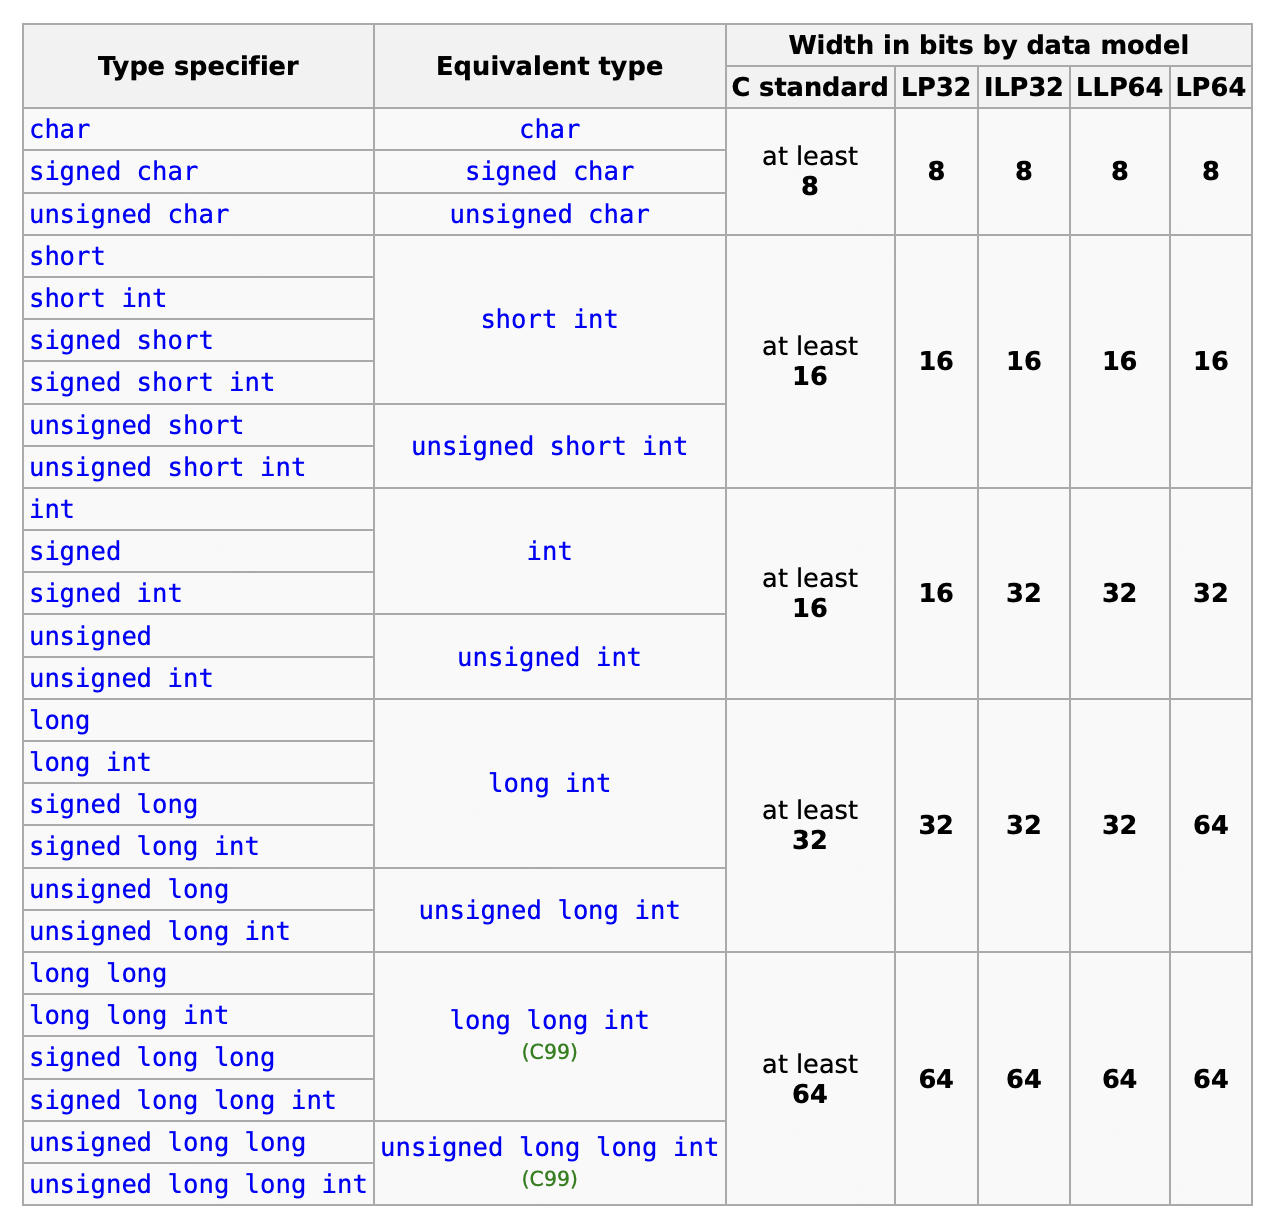 Type specifier Equivalent type Width in bits by data model
C standard LP32 ILP32 LLP64 LP64
char char at least 8 8 8 8 8
signed char signed char
unsigned char unsigned char
short short int at least 16 16 16 16 16
short int
signed short
signed short int
unsigned short unsigned short int
unsigned short int
int int at least 16 16 32 32 32
signed
signed int
unsigned unsigned int
unsigned int
long long int at least 32 32 32 32 64
long int
signed long
signed long int
unsigned long unsigned long int
unsigned long int
long long long long int (C99) at least 64 64 64 64 64
long long int
signed long long
signed long long int
unsigned long long unsigned long long int (C99)
unsigned long long int